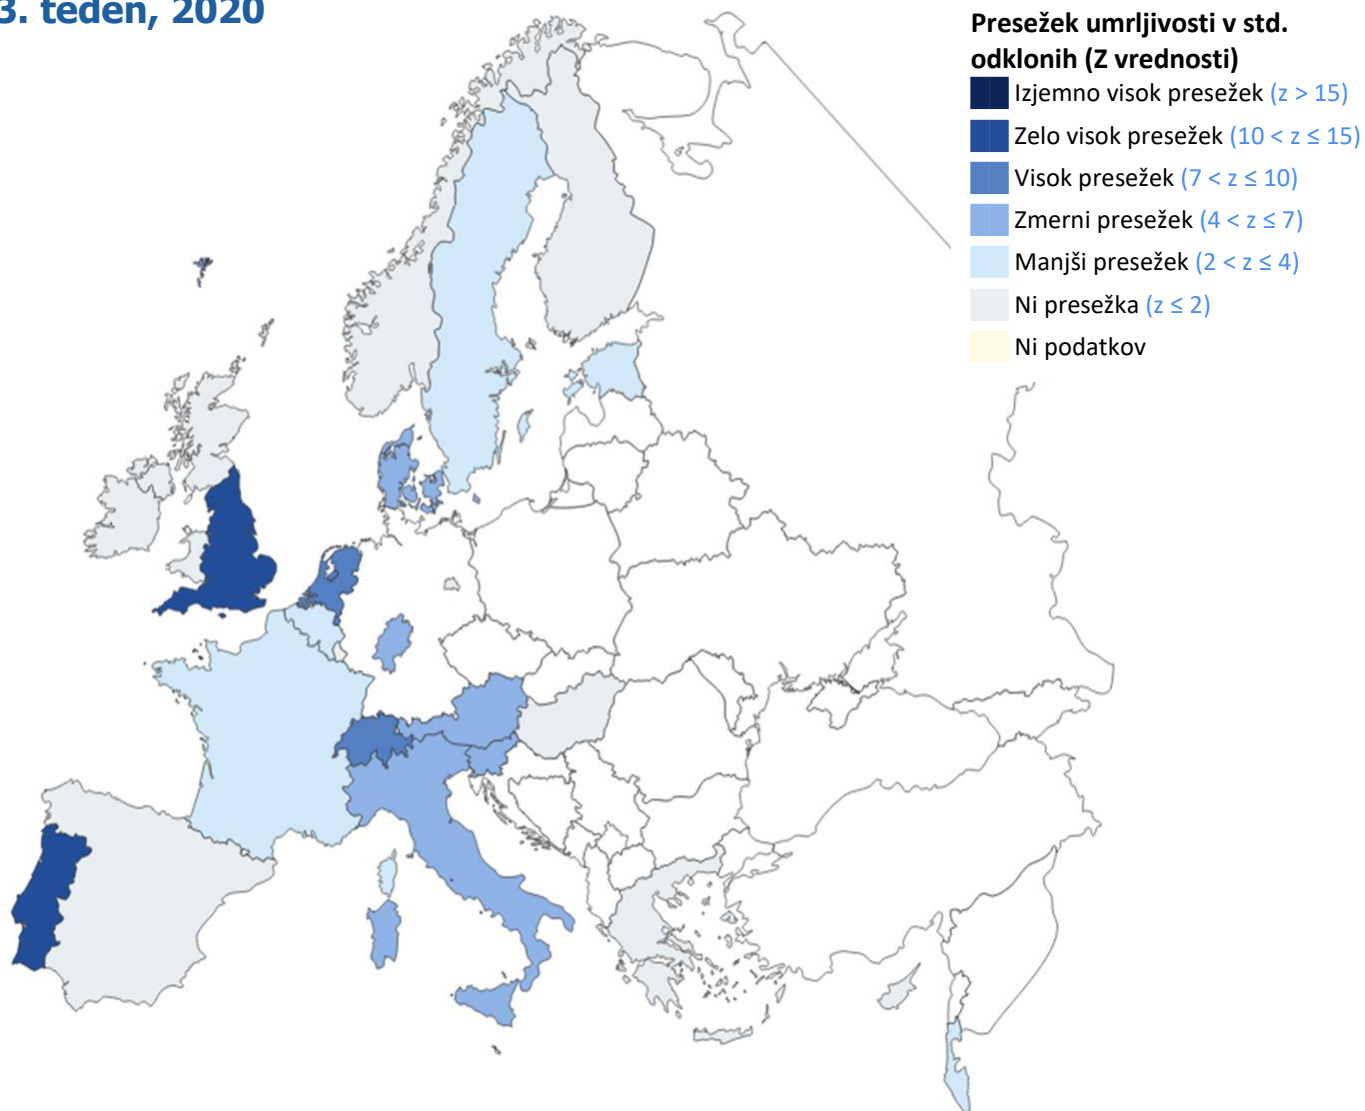 3. teden, 2020
Presežek umrljivosti v std.
odklonih (Z vrednosti)
Izjemno visok presežek (z > 15)
Zelo visok presežek (10 < z ≤ 15)
Visok presežek (7 < z ≤ 10)
Zmerni presežek (4 < z ≤ 7)
Manjši presežek (2 < z ≤ 4)
Ni presežka (z ≤ 2)
Ni podatkov